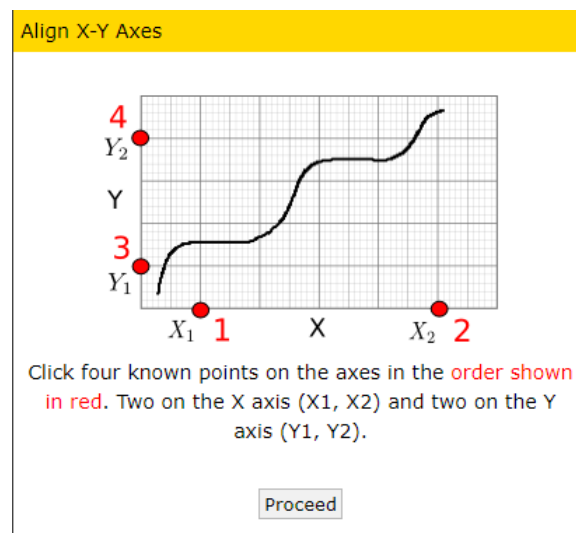 Align X-Y Axes
4
Y2
Y
3
Y1
X1 1 X X2 2
Click four known points on the axes in the order shown
in red. Two on the X axis (X1, X2) and two on the Y
axis (Y1, Y2).
Proceed